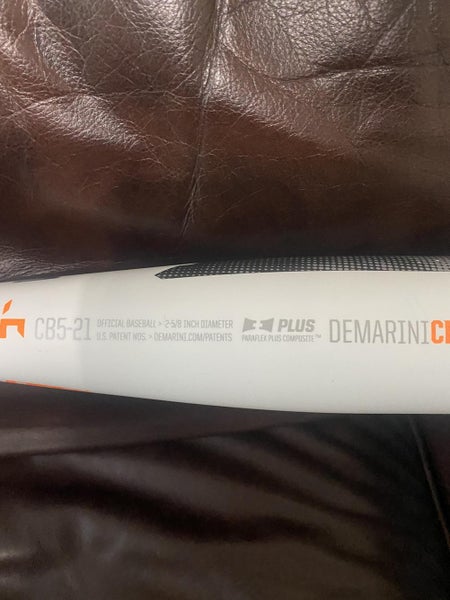 CB5-21
OFFICIAL BASEBALL > 2-5/8 INCH DIAMETER
U.S. PATENT NOS. > DEMARINI.COM/PATENTS
PLUS
PARAFLEX PLUS COMPOSITE™
DEMARINI